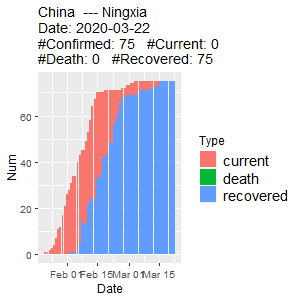 China  --- Ningxia
Date: 2020-03-22
#Confirmed: 75   #Current: 0
#Death: 0   #Recovered: 75
Num
60
40
20
0
Feb 01
Feb 15
Mar 01
Mar 15
Date
Type
current
death
recovered